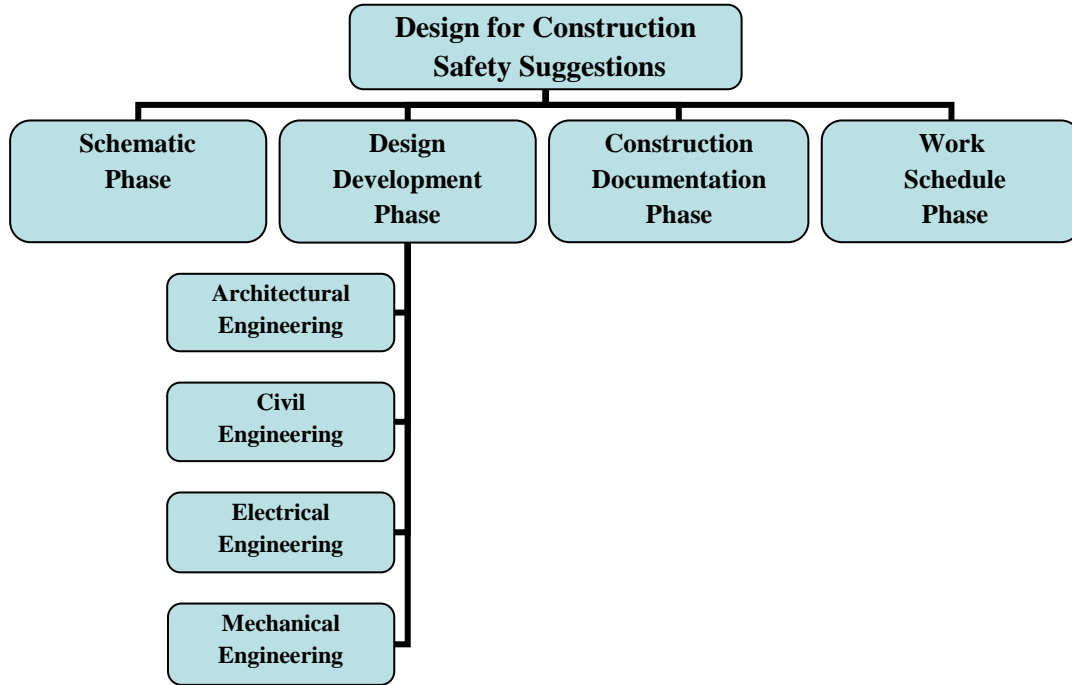 Design for Construction
Safety Suggestions
Schematic
Phase
Design
Development
Phase
Construction
Documentation
Phase
Work
Schedule
Phase
Architectural
Engineering
Civil
Engineering
Electrical
Engineering
Mechanical
Engineering